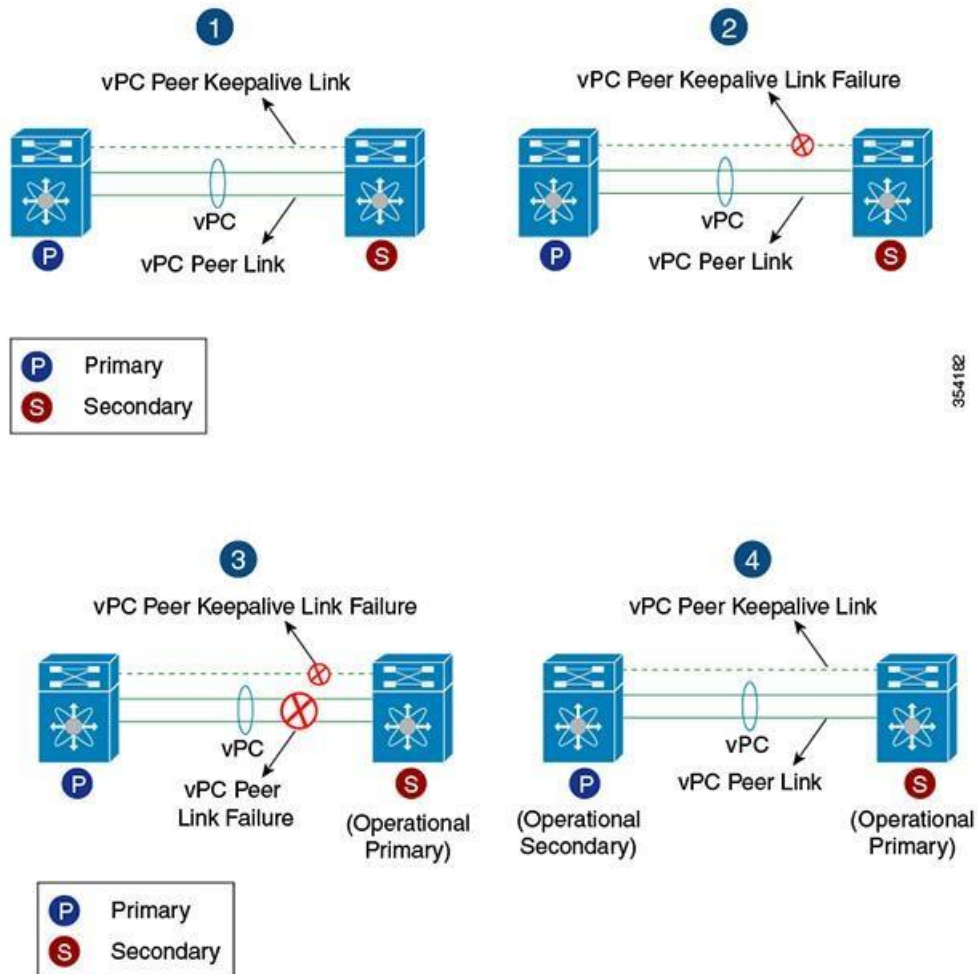 1
vPC Peer Keepalive Link
vPC
vPC Peer Link
P
S
2
vPC Peer Keepalive Link Failure
vPC
vPC Peer Link
P
S
P Primary
S Secondary
354182
3
vPC Peer Keepalive Link Failure
vPC
vPC Peer
Link Failure
P
S
(Operational
Primary)
4
vPC Peer Keepalive Link
vPC
vPC Peer Link
P
(Operational
Secondary)
S
(Operational
Primary)
P Primary
S Secondary